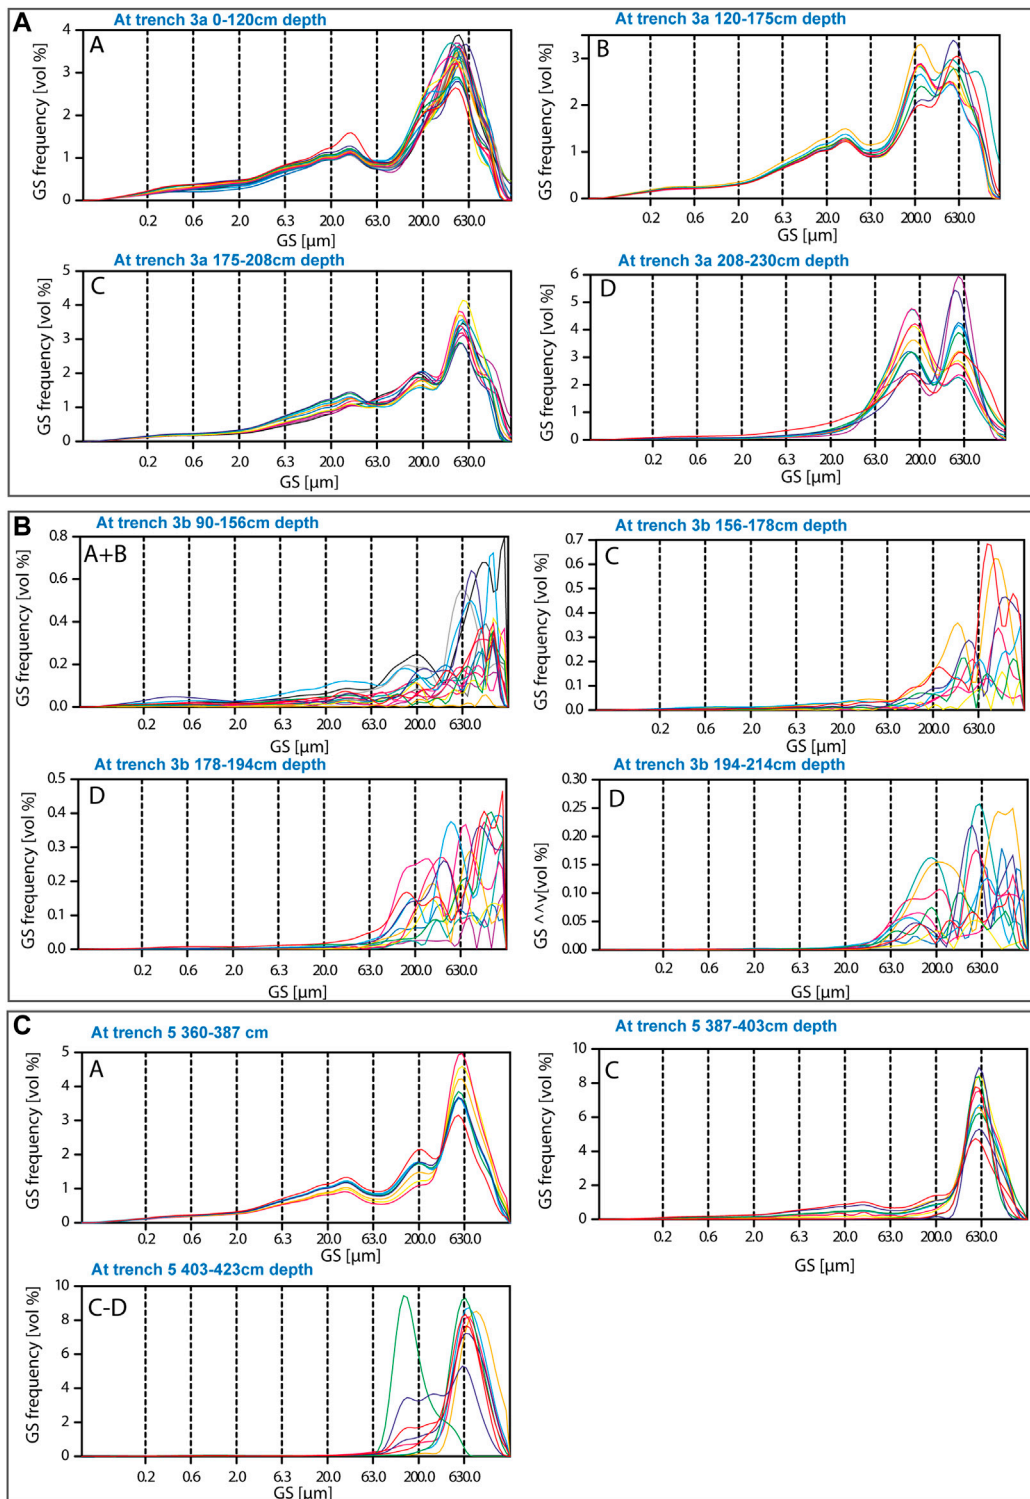 A
At trench 3a 0-120cm depth
A
GS frequency [vol %]
4
3
2
1
0
0.2 0.6 2.0 6.3 20.0 63.0 200.0 630.0
GS [µm]
At trench 3a 120-175cm depth
B
GS frequency [vol %]
3
2
1
0
0.2 0.6 2.0 6.3 20.0 63.0 200.0 630.0
GS [µm]
At trench 3a 175-208cm depth
C
GS frequency [vol %]
5
4
3
2
1
0
0.2 0.6 2.0 6.3 20.0 63.0 200.0 630.0
GS [µm]
At trench 3a 208-230cm depth
D
GS frequency [vol %]
6
5
4
3
2
1
0
0.2 0.6 2.0 6.3 20.0 63.0 200.0 630.0
GS [µm]
B
At trench 3b 90-156cm depth
A+B
GS frequency [vol %]
0.8
0.6
0.4
0.2
0.0
0.2 0.6 2.0 6.3 20.0 63.0 200.0 630.0
GS [µm]
At trench 3b 156-178cm depth
C
GS frequency [vol %]
0.7
0.6
0.5
0.4
0.3
0.2
0.1
0.0
0.2 0.6 2.0 6.3 20.0 63.0 200.0 630.0
GS [µm]
At trench 3b 178-194cm depth
D
GS frequency [vol %]
0.5
0.4
0.3
0.2
0.1
0.0
0.2 0.6 2.0 6.3 20.0 63.0 200.0 630.0
GS [µm]
At trench 3b 194-214cm depth
D
GS ^^v[vol %]
0.30
0.25
0.20
0.15
0.10
0.05
0.00
0.2 0.6 2.0 6.3 20.0 63.0 200.0 630.0
GS [µm]
C
At trench 5 360-387 cm
A
GS frequency [vol %]
5
4
3
2
1
0
0.2 0.6 2.0 6.3 20.0 63.0 200.0 630.0
GS [µm]
At trench 5 387-403cm depth
C
GS frequency [vol %]
10
8
6
4
2
0
0.2 0.6 2.0 6.3 20.0 63.0 200.0 630.0
GS [µm]
At trench 5 403-423cm depth
C-D
GS frequency [vol %]
10
8
6
4
2
0
0.2 0.6 2.0 6.3 20.0 63.0 200.0 630.0
GS [µm]